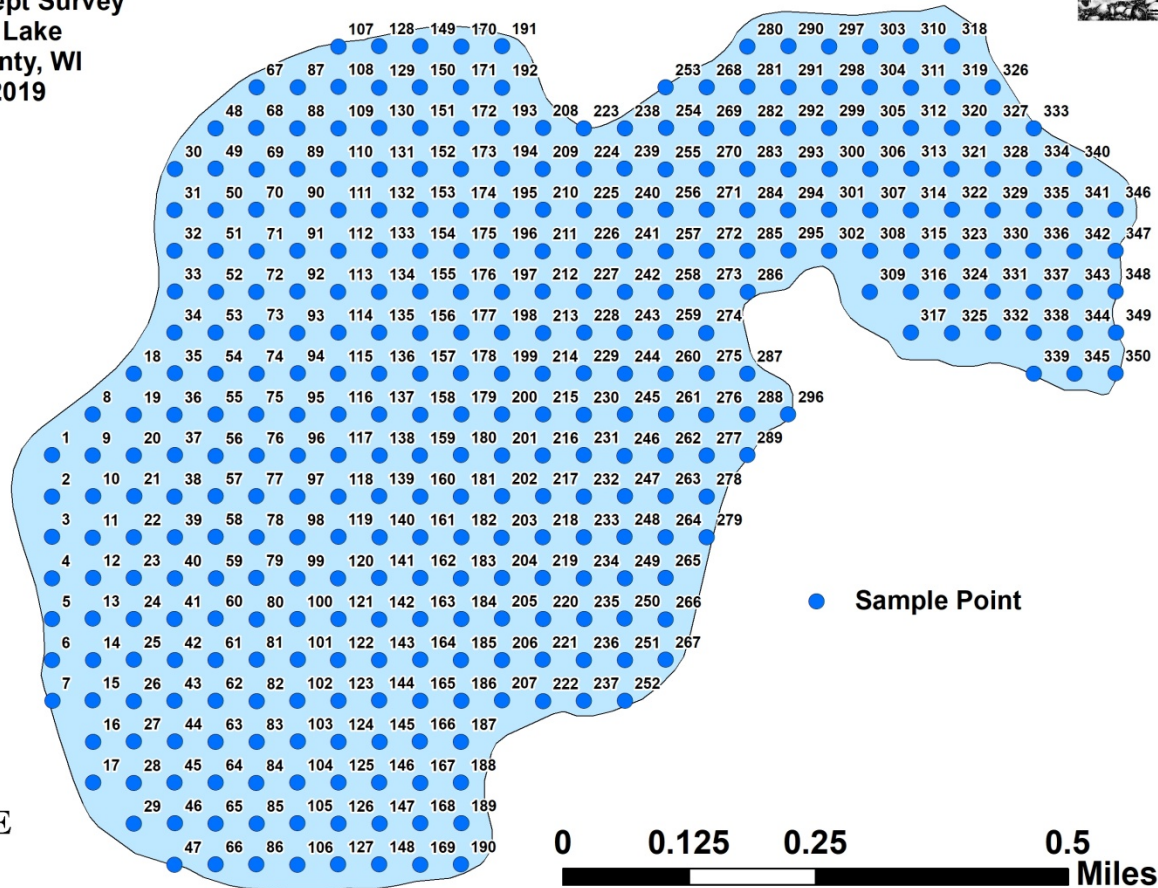 ept Survey
Lake
nty, WI
2019
107 128 149 170 191 280 290 297 303 310 318
67 87 108 129 150 171 192 253 268 281 291 298 304 311 319 326
48 68 88 109 130 151 172 193 208 223 238 254 269 282 292 299 305 312 320 327 333
30 49 69 89 110 131 152 173 194 209 224 239 255 270 283 293 300 306 313 321 328 334 340
31 50 70 90 111 132 153 174 195 210 225 240 256 271 284 294 301 307 314 322 329 335 341 346
32 51 71 91 112 133 154 175 196 211 226 241 257 272 285 295 302 308 315 323 330 336 342 347
33 52 72 92 113 134 155 176 197 212 227 242 258 273 286 309 316 324 331 337 343 348
34 53 73 93 114 135 156 177 198 213 228 243 259 274 317 325 332 338 344 349
18 35 54 74 94 115 136 157 178 199 214 229 244 260 275 287 339 345 350
8 19 36 55 75 95 116 137 158 179 200 215 230 245 261 276 288 296
1 9 20 37 56 76 96 117 138 159 180 201 216 231 246 262 277 289
2 10 21 38 57 77 97 118 139 160 181 202 217 232 247 263 278
3 11 22 39 58 78 98 119 140 161 182 203 218 233 248 264 279
4 12 23 40 59 79 99 120 141 162 183 204 219 234 249 265
5 13 24 41 60 80 100 121 142 163 184 205 220 235 250 266
Sample Point
6 14 25 42 61 81 101 122 143 164 185 206 221 236 251 267
7 15 26 43 62 82 102 123 144 165 186 207 222 237 252
16 27 44 63 83 103 124 145 166 187
17 28 45 64 84 104 125 146 167 188
29 46 65 85 105 126 147 168 189
E
47 66 86 106 127 148 169 190
0 0.125 0.25 0.5
Miles